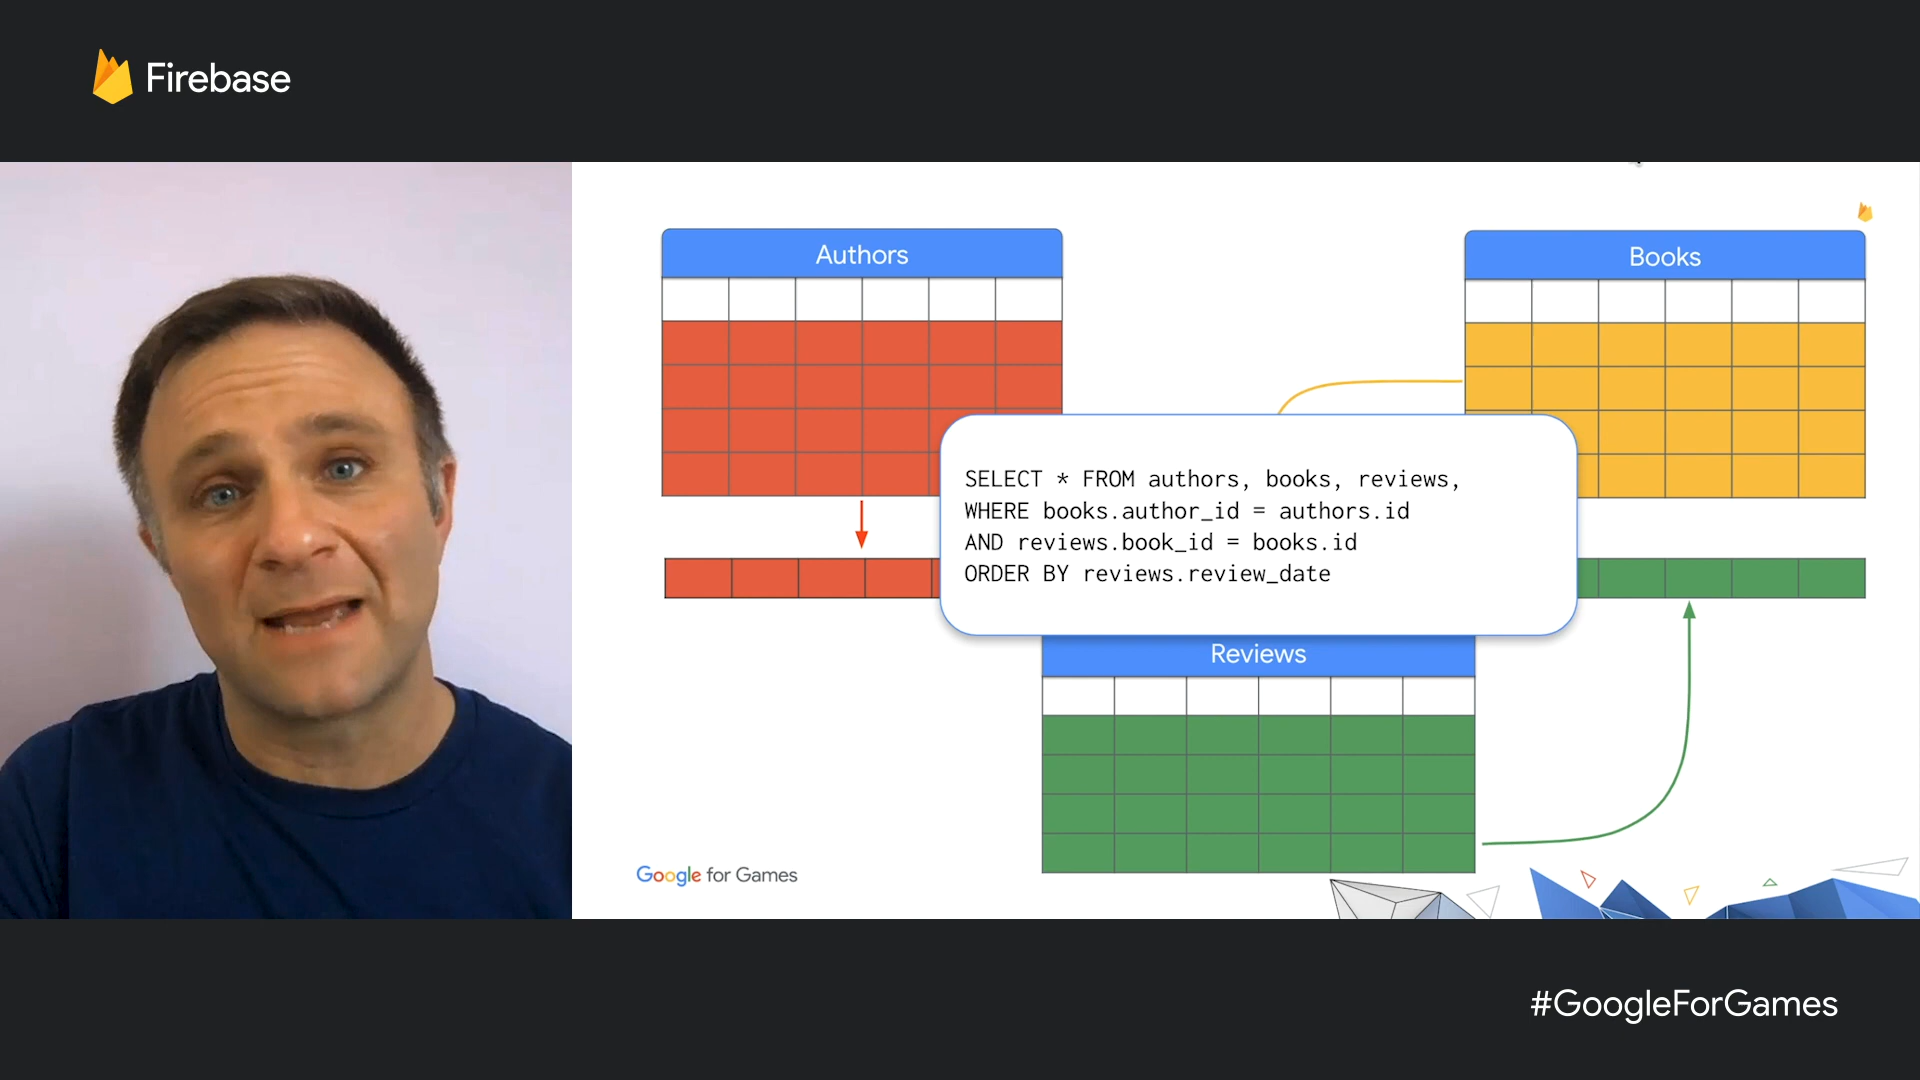 Firebase
Authors
Books
SELECT * FROM authors, books, reviews,
WHERE books.author_id = authors.id
AND reviews.book_id = books.id
ORDER BY reviews.review_date
Reviews
Google for Games
#GoogleForGames